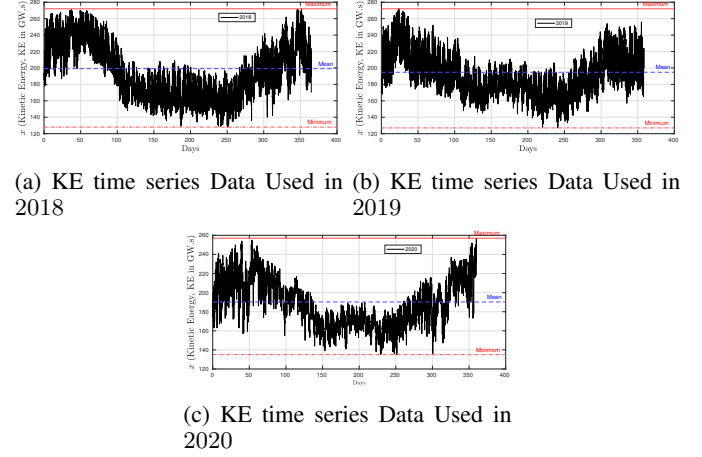 280
260
240
220
200
180
160
140
120
x (Kinetic Energy, KE in GW.s)
Maximum
2018
Mean
Minimum
0 50 100 150 200 250 300 350 400
Days
280
260
240
220
200
180
160
140
120
x (Kinetic Energy, KE in GW.s)
Maximum
2019
Mean
Minimum
0 50 100 150 200 250 300 350 400
Days
(a) KE time series Data Used in 2018
(b) KE time series Data Used in 2019
260
240
220
200
180
160
140
120
x (Kinetic Energy, KE in GW.s)
Maximum
2020
Mean
Minimum
0 50 100 150 200 250 300 350 400
Days
(c) KE time series Data Used in
2020